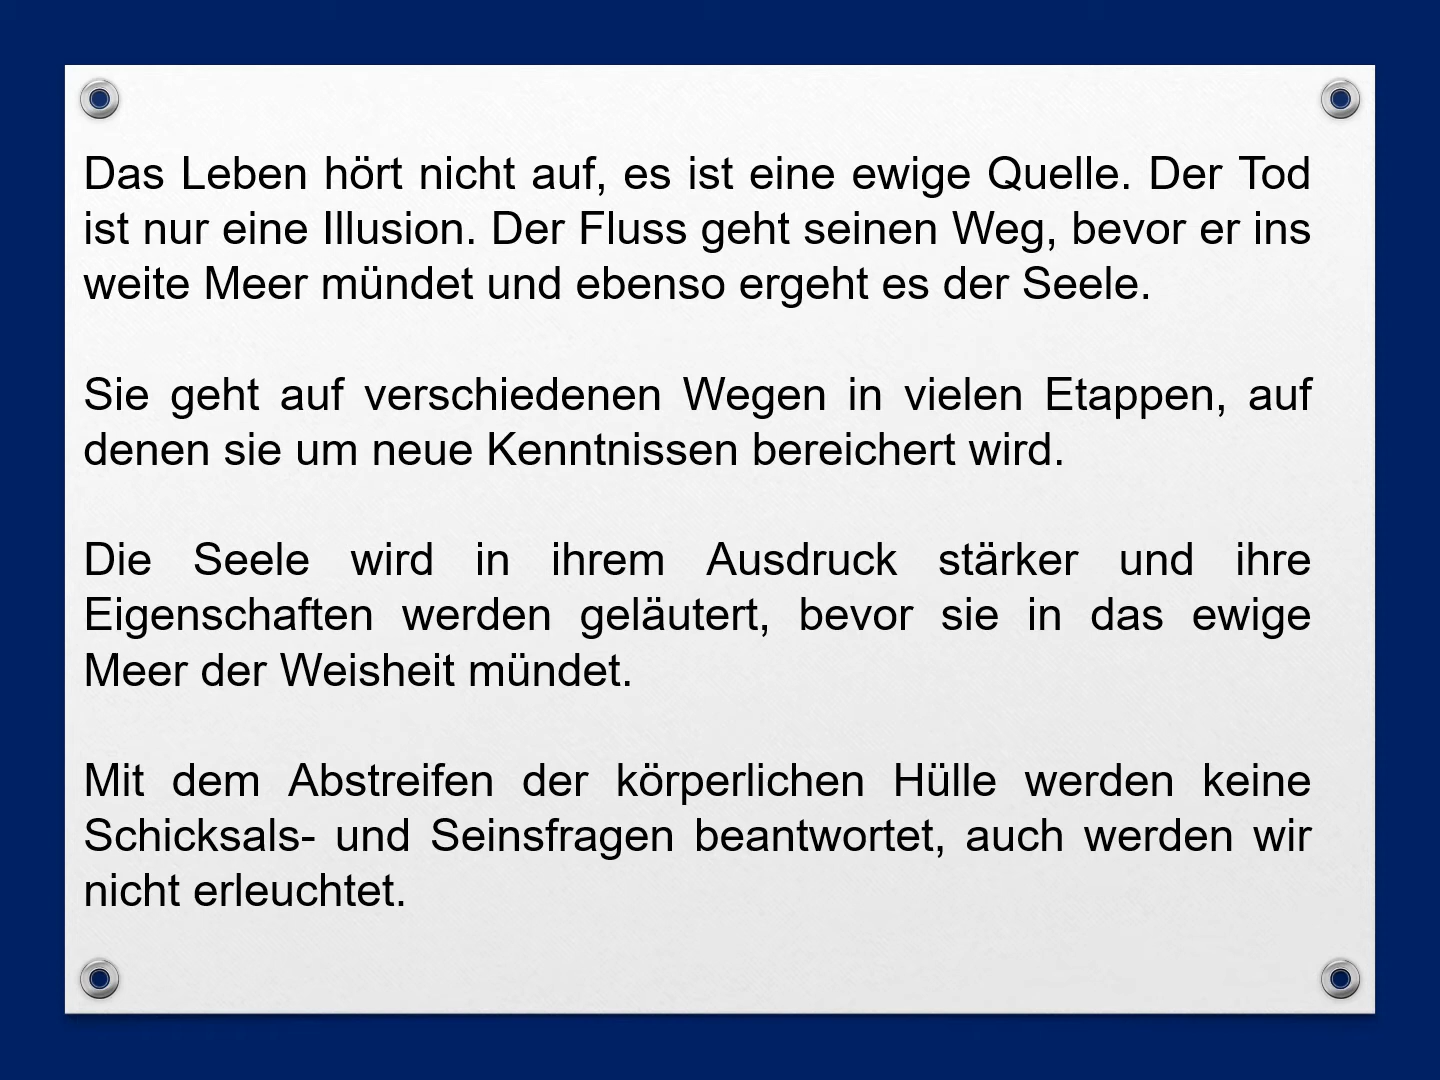 Das Leben hört nicht auf, es ist eine ewige Quelle. Der Tod
ist nur eine Illusion. Der Fluss geht seinen Weg, bevor er ins
weite Meer mündet und ebenso ergeht es der Seele.
Sie geht auf verschiedenen Wegen in vielen Etappen, auf
denen sie um neue Kenntnissen bereichert wird.
Die Seele wird in ihrem Ausdruck stärker und ihre
Eigenschaften werden geläutert, bevor sie in das ewige
Meer der Weisheit mündet.
Mit dem Abstreifen der körperlichen Hülle werden keine
Schicksals- und Seinsfragen beantwortet, auch werden wir
nicht erleuchtet.